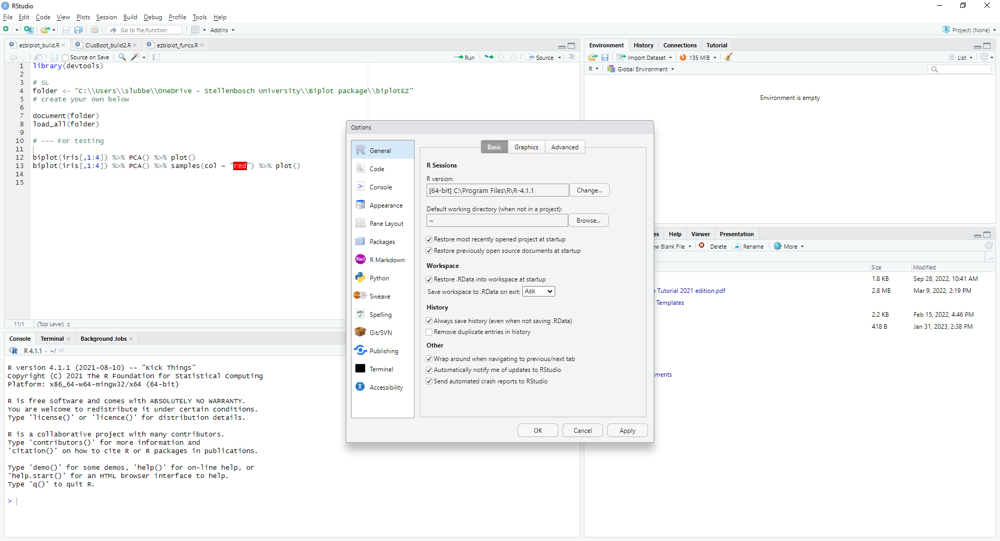 RStudio
File Edit Code View Plots Session Build Debug Profile Tools Help
Go to file/function Addins Project: (None)
ezbiplot_build.R ClusBoot_build2.R ezbiplot_funcs.R
Source on Save Run Source
1 library(devtools)
2
3 # SL
4 folder <- "C:\\Users\\slubbe\\OneDrive - Stellenbosch University\\Biplot package\\biplotEZ"
5 # create your own below
6
7 document(folder)
8 load_all(folder)
9
10 # --- For testing
11
12 biplot(iris[,1:4]) %>% PCA() %>% plot()
13 biplot(iris[,1:4]) %>% PCA() %>% samples(col = "red") %>% plot()
14
15
11:1 (Top Level)
Console Terminal Background Jobs
R 4.1.1 · ~/
R version 4.1.1 (2021-08-10) -- "Kick Things"
Copyright (C) 2021 The R Foundation for Statistical Computing
Platform: x86_64-w64-mingw32/x64 (64-bit)
R is free software and comes with ABSOLUTELY NO WARRANTY.
You are welcome to redistribute it under certain conditions.
Type 'license()' or 'licence()' for distribution details.
R is a collaborative project with many contributors.
Type 'contributors()' for more information and
'citation()' on how to cite R or R packages in publications.
Type 'demo()' for some demos, 'help()' for on-line help, or
'help.start()' for an HTML browser interface to help.
Type 'q()' to quit R.
>
Options
General
Code
Console
Appearance
Pane Layout
Packages
Rmd R Markdown
Python
Sweave
ABC Spelling
Git/SVN
Publishing
Terminal
Accessibility
Basic Graphics Advanced
R Sessions
R version:
[64-bit] C:\Program Files\R\R-4.1.1 Change...
Default working directory (when not in a project):
~ Browse...
Restore most recently opened project at startup
Restore previously open source documents at startup
Workspace
Restore .RData into workspace at startup
Save workspace to .RData on exit: Ask
History
Always save history (even when not saving .RData)
Remove duplicate entries in history
Other
Wrap around when navigating to previous/next tab
Automatically notify me of updates to RStudio
Send automated crash reports to RStudio
OK Cancel Apply
Environment History Connections Tutorial
Import Dataset 135 MiB List
R Global Environment
Environment is empty
es Help Viewer Presentation
ew Blank File Delete Rename More
...
Size Modified
1.8 KB Sep 28, 2022, 10:41 AM
Tutorial 2021 edition.pdf 2.8 MB Mar 9, 2022, 2:19 PM
Templates
2.2 KB Feb 15, 2022, 4:46 PM
418 B Jan 31, 2023, 2:38 PM
ments